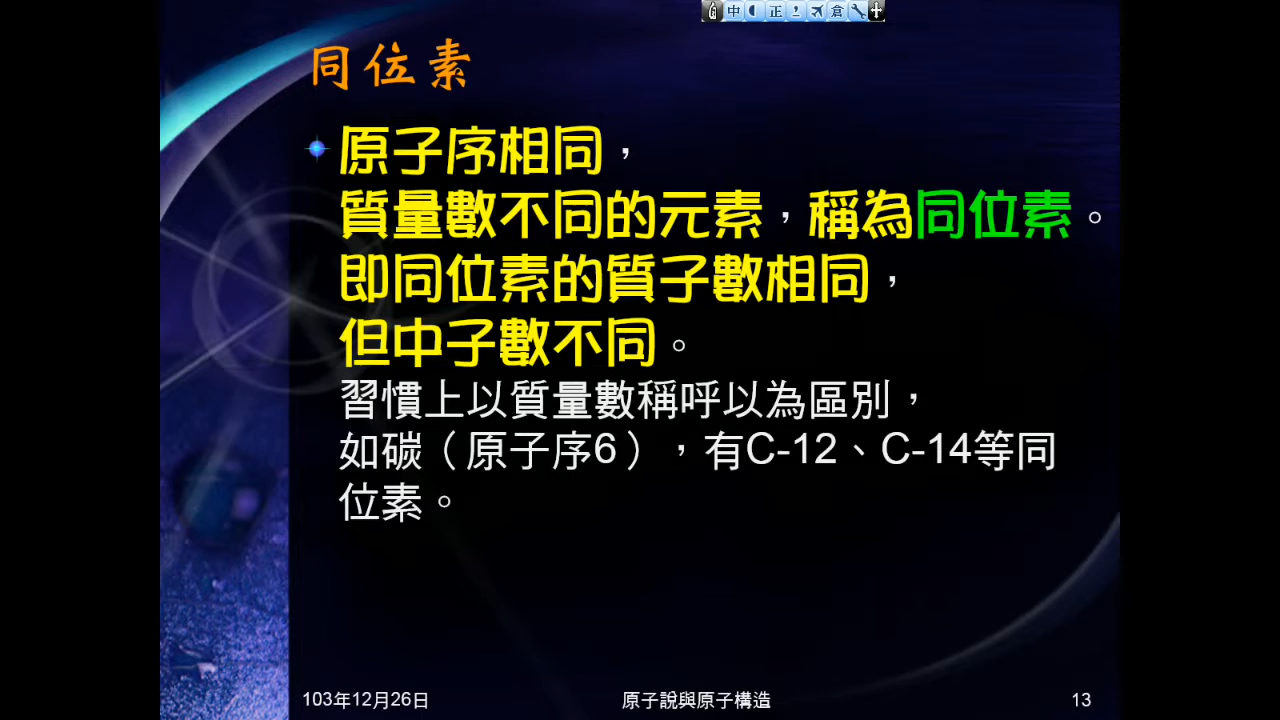 中 正 倉
同位素
原子序相同，
質量數不同的元素，稱為同位素。
即同位素的質子數相同，
但中子數不同。
習慣上以質量數稱呼以為區別，
如碳（原子序6），有C-12、C-14等同
位素。
103年12月26日 原子說與原子構造 13